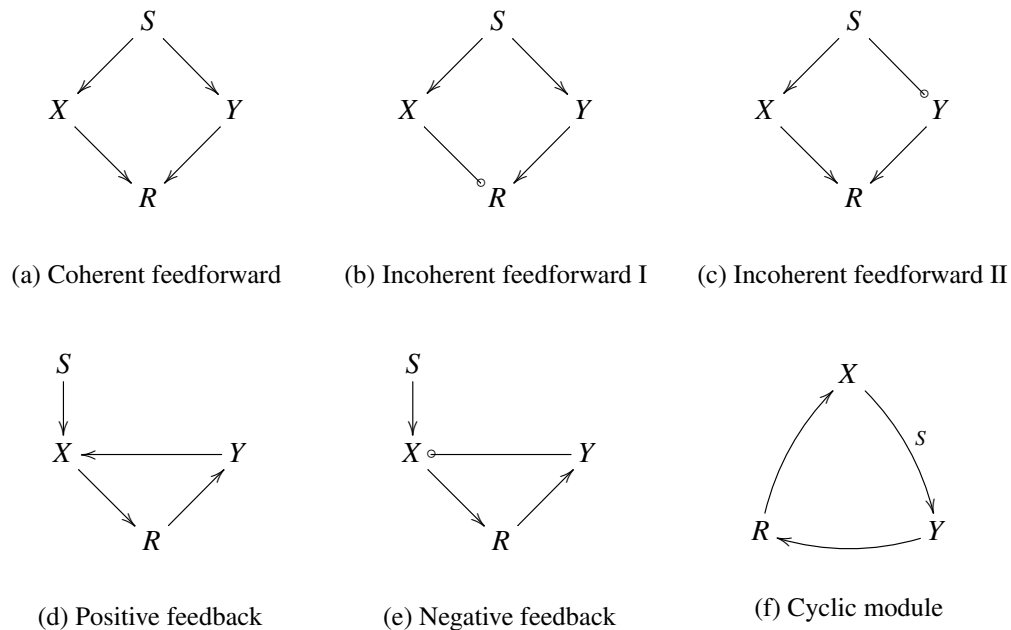 S S S
X Y X Y X Y
R R R
(a) Coherent feedforward (b) Incoherent feedforward I (c) Incoherent feedforward II
S S X
S
X Y X Y
R Y
R R
(d) Positive feedback (e) Negative feedback (f) Cyclic module